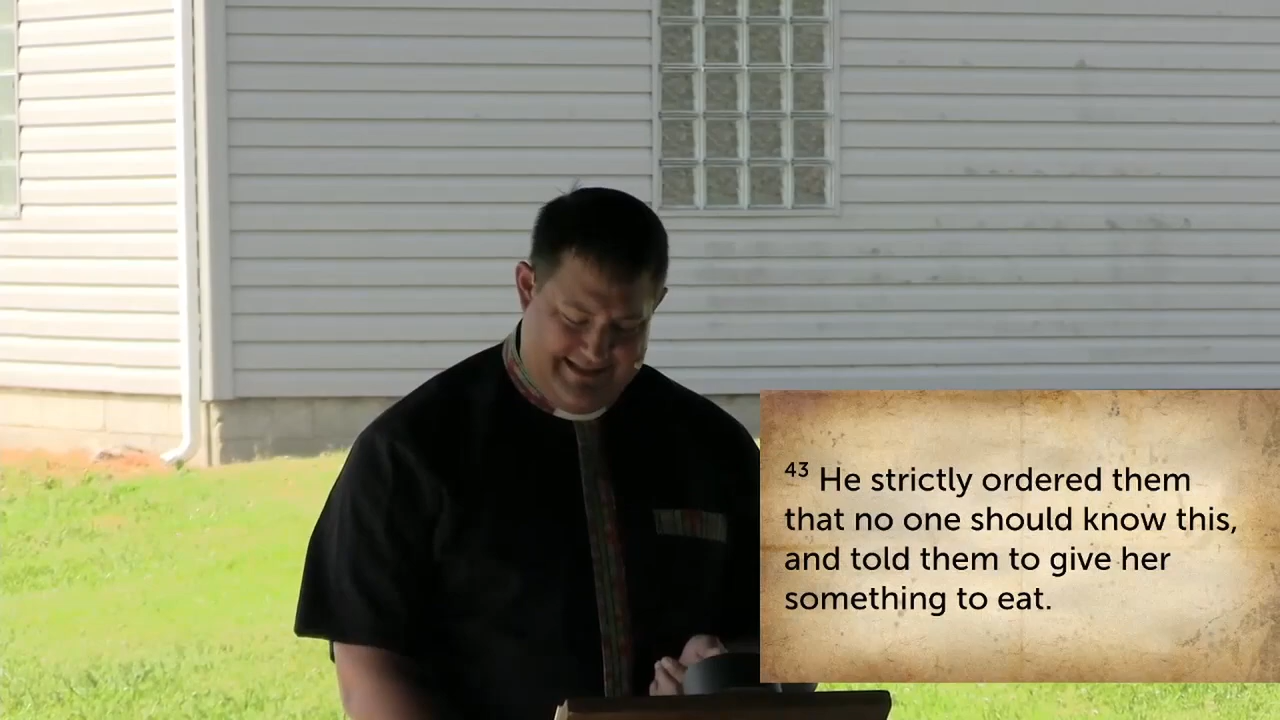 43 He strictly ordered them
that no one should know this,
and told them to give her
something to eat.